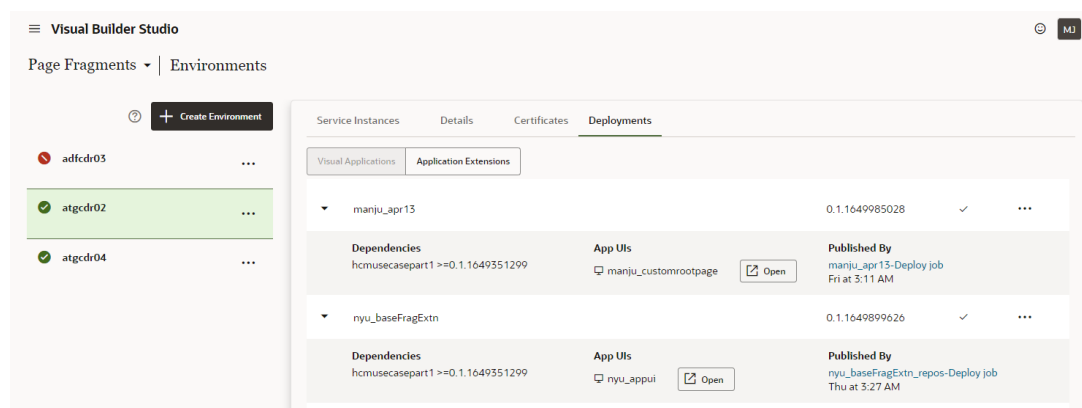 Visual Builder Studio
MJ
Page Fragments
Environments
Create Environment
adfcdr03
atgcdr02
atgcdr04
Service Instances Details Certificates Deployments
Visual Applications Application Extensions
manju_apr13 0.1.1649985028
Dependencies App UIs Published By
hcmusecasepart1 >=0.1.1649351299 manju_customrootpage Open manju_apr13-Deploy job
Fri at 3:11 AM
nyu_baseFragExtn 0.1.1649899626
Dependencies App UIs Published By
hcmusecasepart1 >=0.1.1649351299 nyu_appui Open nyu_baseFragExtn_repos-Deploy job
Thu at 3:27 AM